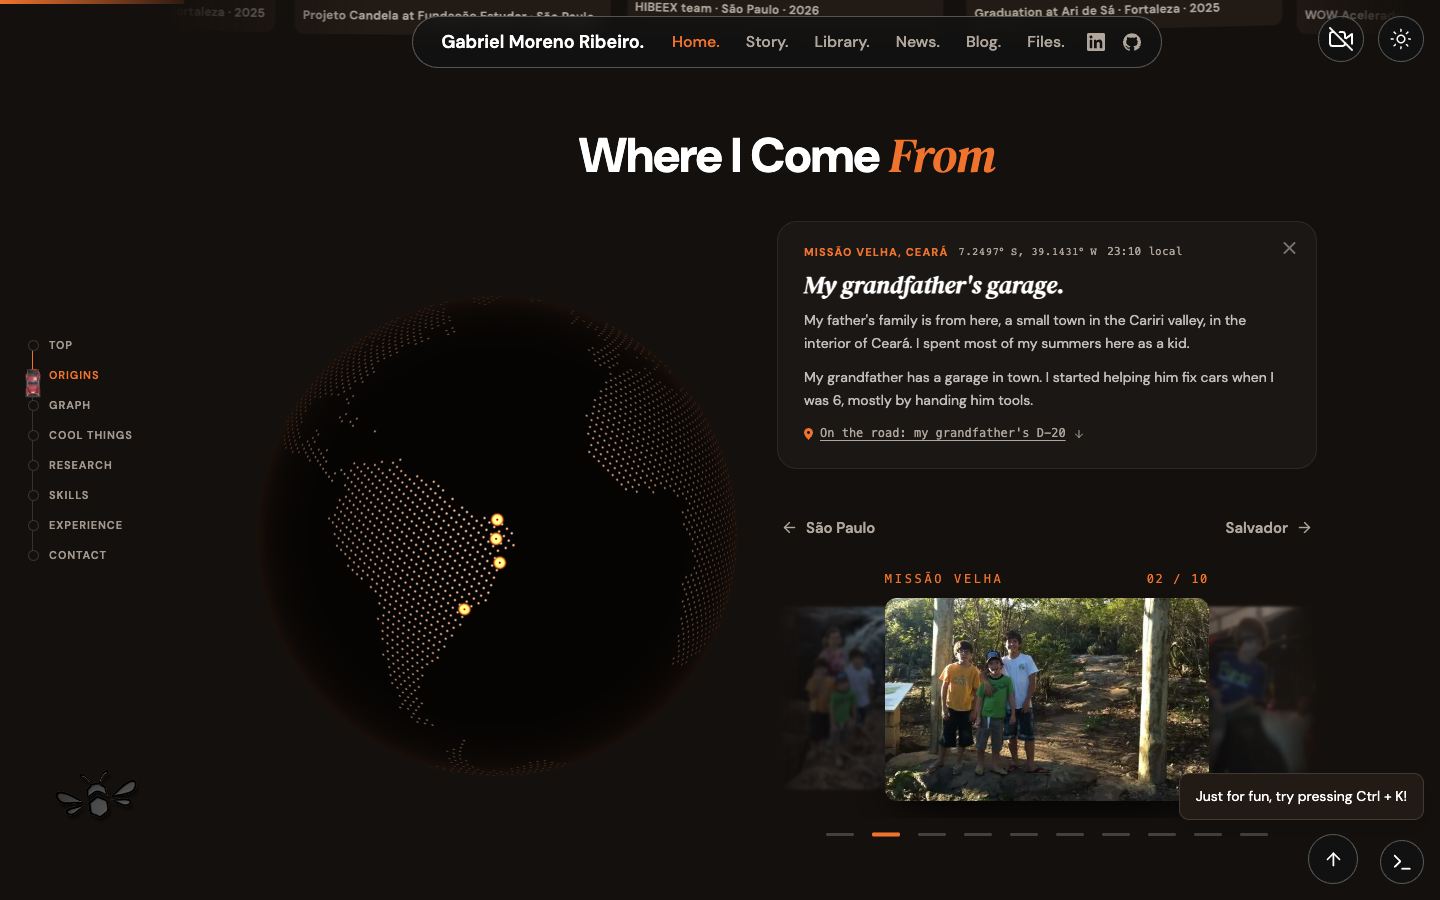 rtaleza · 2025
Projeto Candela at Fundação Estudar · São Paulo
HIBEEX team · São Paulo · 2026
Graduation at Ari de Sá · Fortaleza · 2025
WOW Acelerad
Gabriel Moreno Ribeiro.
Home.
Story.
Library.
News.
Blog.
Files.
Where I Come From
TOP
ORIGINS
GRAPH
COOL THINGS
RESEARCH
SKILLS
EXPERIENCE
CONTACT
MISSÃO VELHA, CEARÁ 7.2497° S, 39.1431° W 23:10 local
My grandfather's garage.
My father's family is from here, a small town in the Cariri valley, in the
interior of Ceará. I spent most of my summers here as a kid.
My grandfather has a garage in town. I started helping him fix cars when I
was 6, mostly by handing him tools.
On the road: my grandfather's D-20 ↓
← São Paulo
Salvador →
MISSÃO VELHA
02 / 10
Just for fun, try pressing Ctrl + K!